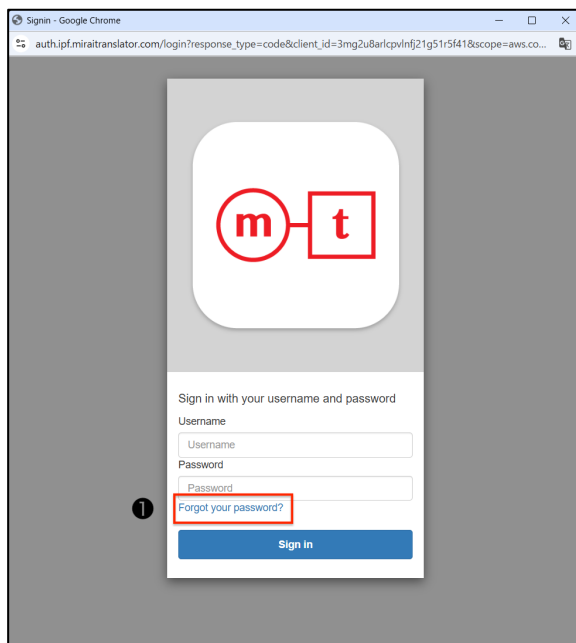 Signin - Google Chrome
auth.ipf.miraitranslator.com/login?response_type=code&client_id=3mg2u8arlcpvlnfj21g51r5f41&scope=aws.co...
m t
Sign in with your username and password
Username
Username
Password
Password
❶ Forgot your password?
Sign in